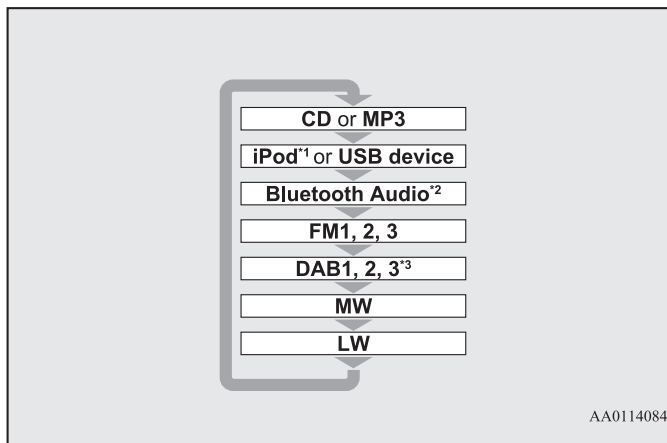 CD or MP3
iPod*1 or USB device
Bluetooth Audio*2
FM1, 2, 3
DAB1, 2, 3*3
MW
LW
AA0114084